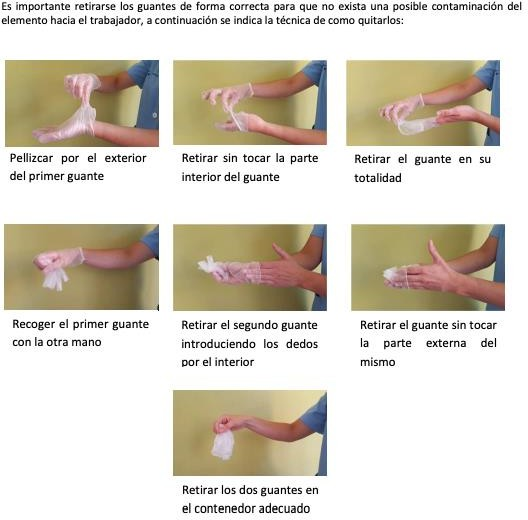 Es importante retirarse los guantes de forma correcta para que no exista una posible contaminación del
elemento hacia el trabajador, a continuación se indica la técnica de como quitarlos:
Pellizcar por el exterior
del primer guante
Retirar sin tocar la parte
interior del guante
Retirar el guante en su
totalidad
Recoger el primer guante
con la otra mano
Retirar el segundo guante
introduciendo los dedos
por el interior
Retirar el guante sin tocar
la parte externa del
mismo
Retirar los dos guantes en
el contenedor adecuado